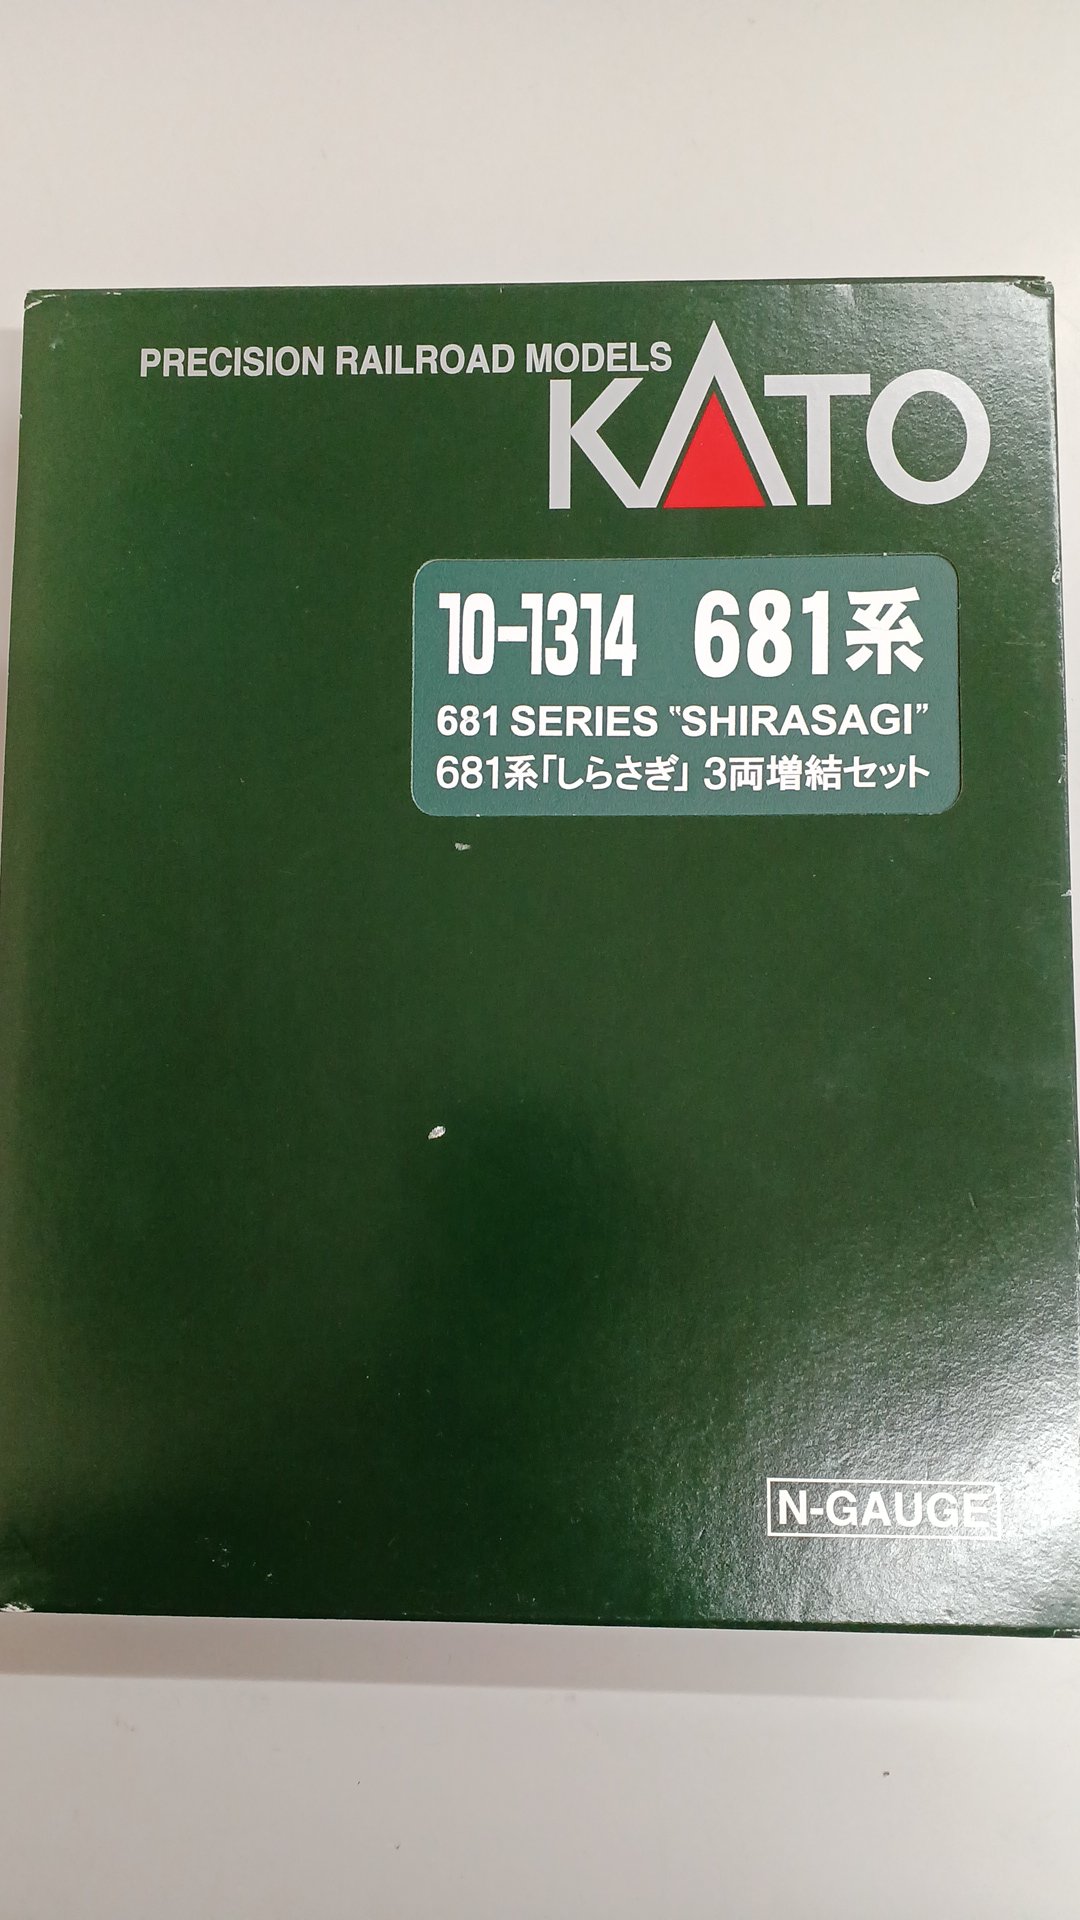 PRECISION RAILROAD MODELS
KATO
10-1314 681系
681 SERIES "SHIRASAGI"
681系「しらさぎ」 3両増結セット
N-GAUGE